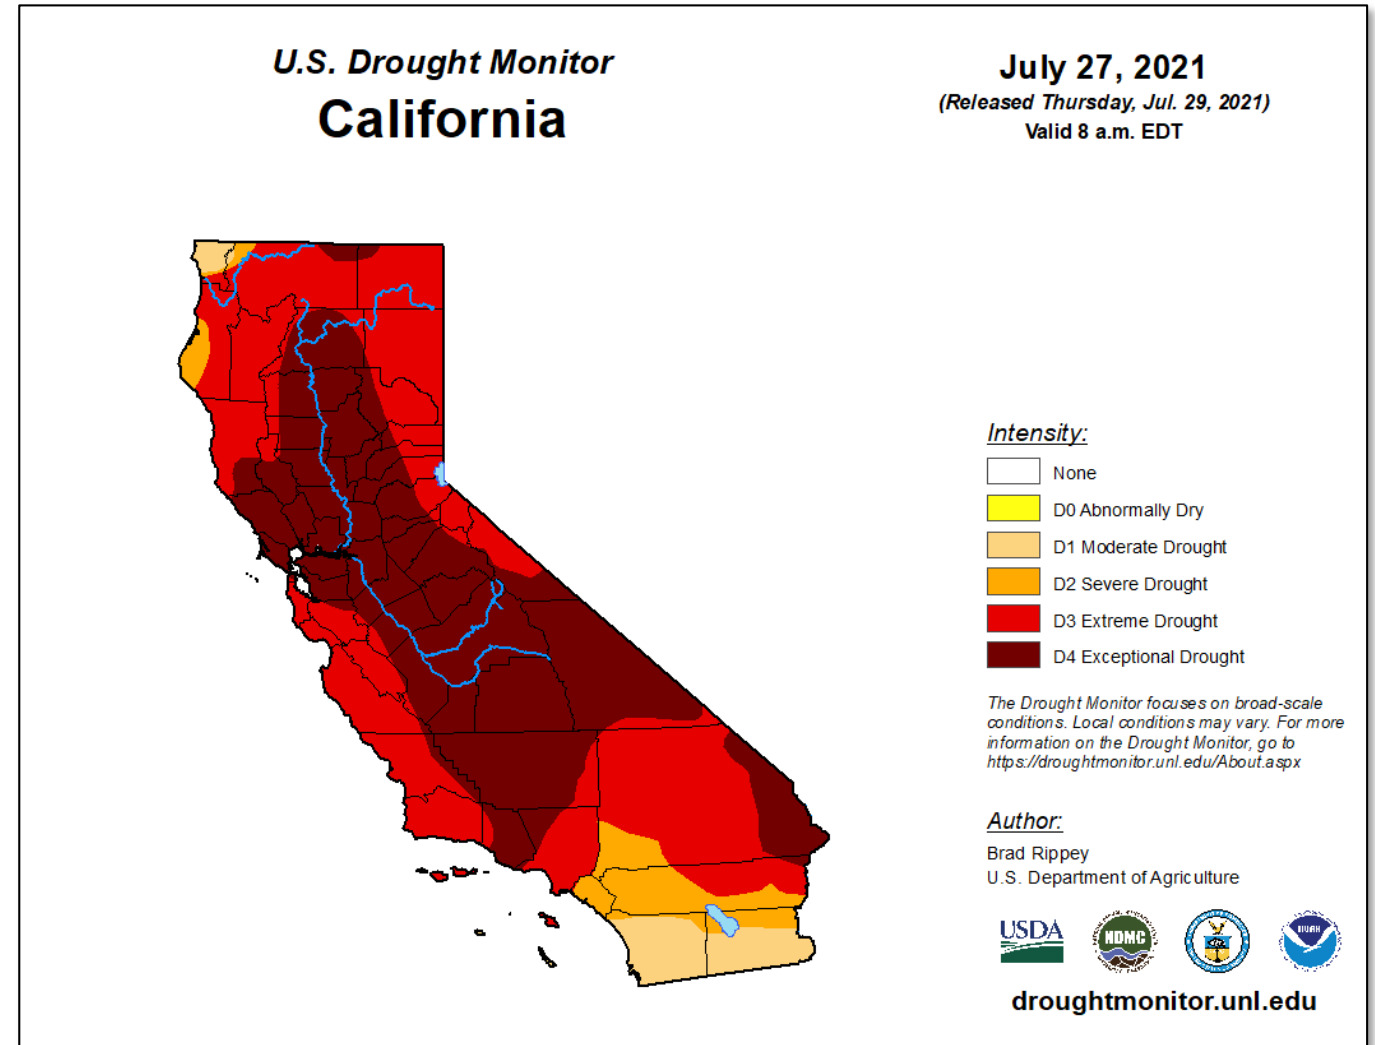 U.S. Drought Monitor
California
July 27, 2021
(Released Thursday, Jul. 29, 2021)
Valid 8 a.m. EDT
Intensity:
None
D0 Abnormally Dry
D1 Moderate Drought
D2 Severe Drought
D3 Extreme Drought
D4 Exceptional Drought
The Drought Monitor focuses on broad-scale
conditions. Local conditions may vary. For more
information on the Drought Monitor, go to
https://droughtmonitor.unl.edu/About.aspx
Author:
Brad Rippey
U.S. Department of Agriculture
USDA
NDMC
droughtmonitor.unl.edu